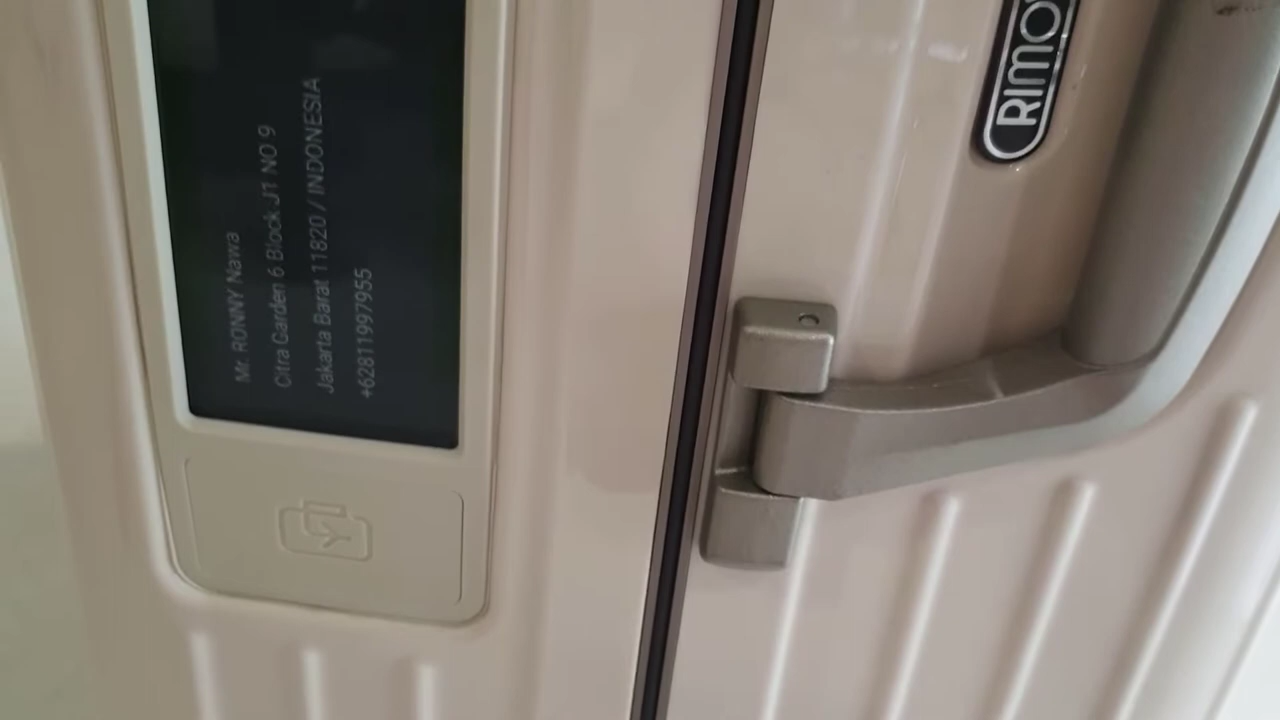 Mr. RONNY Nawa
Citra Garden 6 Block J1 NO 9
Jakarta Barat 11820 / INDONESIA
+62811997955
RIMO